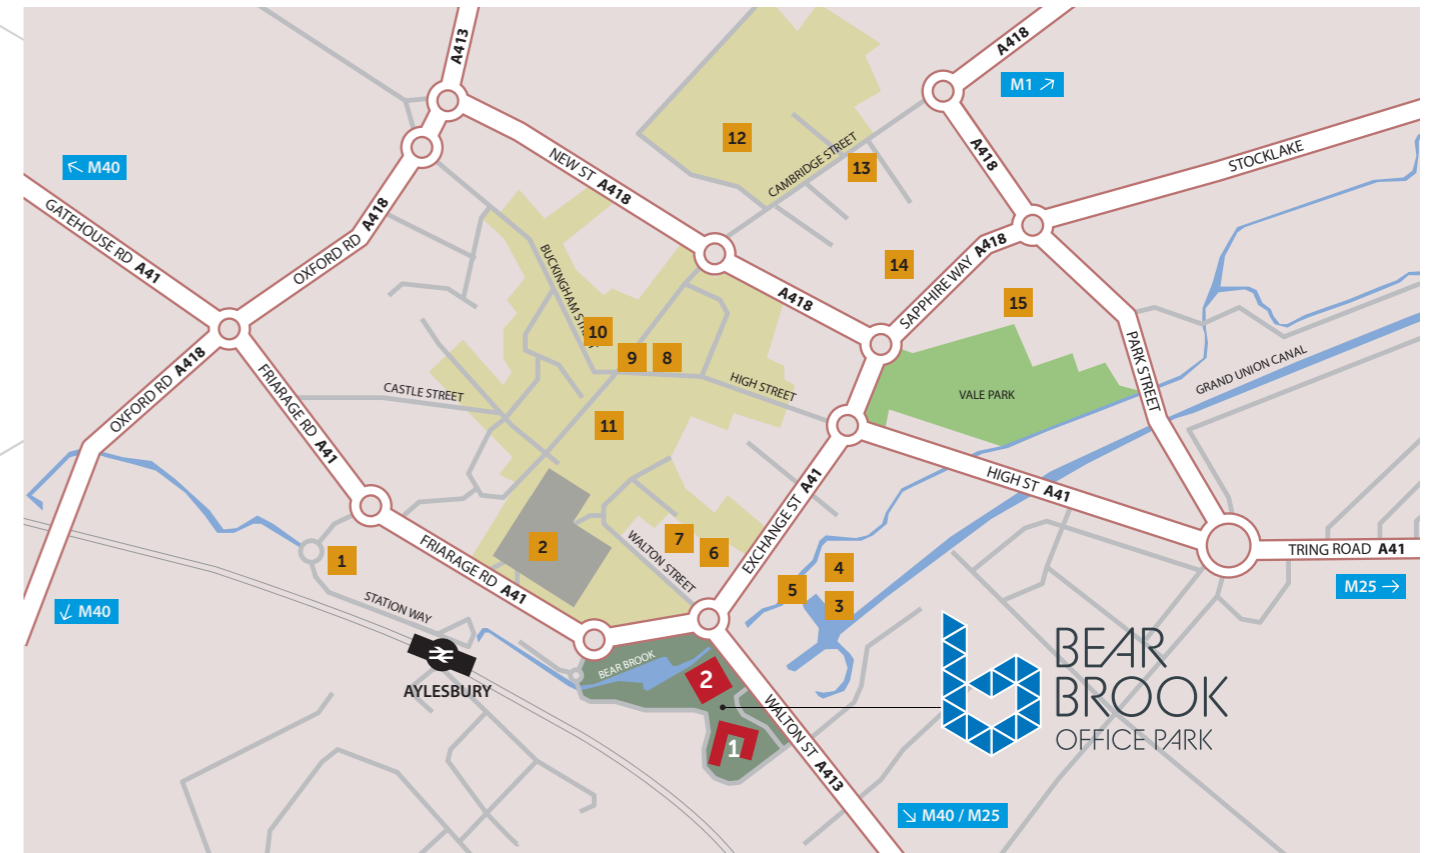 A413
A418
M1
M40
NEW ST A418
CAMBRIDGE STREET
12
13
A418
STOCKLAKE
GATEHOUSE RD A41
OXFORD RD A418
BUCKINGHAM
14
SAPPHIRE WAY A418
15
A418
10
9
8
OXFORD RD A418
FRIARAGE RD A41
CASTLE STREET
HIGH STREET
VALE PARK
PARK STREET
GRAND UNION CANAL
11
HIGH ST A41
EXCHANGE ST A41
1
2
7
6
WALTON STREET
FRIARAGE RD A41
5
4
3
TRING ROAD A41
M25
M40
STATION WAY
AYLESBURY
BEAR BROOK
2
1
WALTON ST A413
BEAR
BROOK
OFFICE PARK
M40 / M25